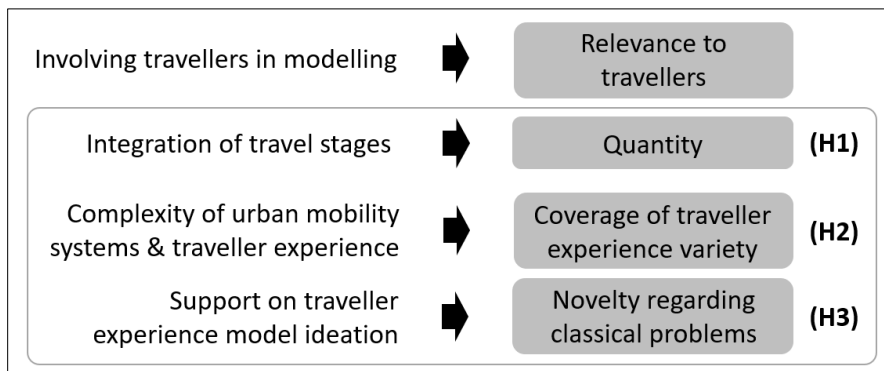 Involving travellers in modelling
Relevance to
travellers
Integration of travel stages
Quantity
(H1)
Complexity of urban mobility
systems & traveller experience
Coverage of traveller
experience variety
(H2)
Support on traveller
experience model ideation
Novelty regarding
classical problems
(H3)